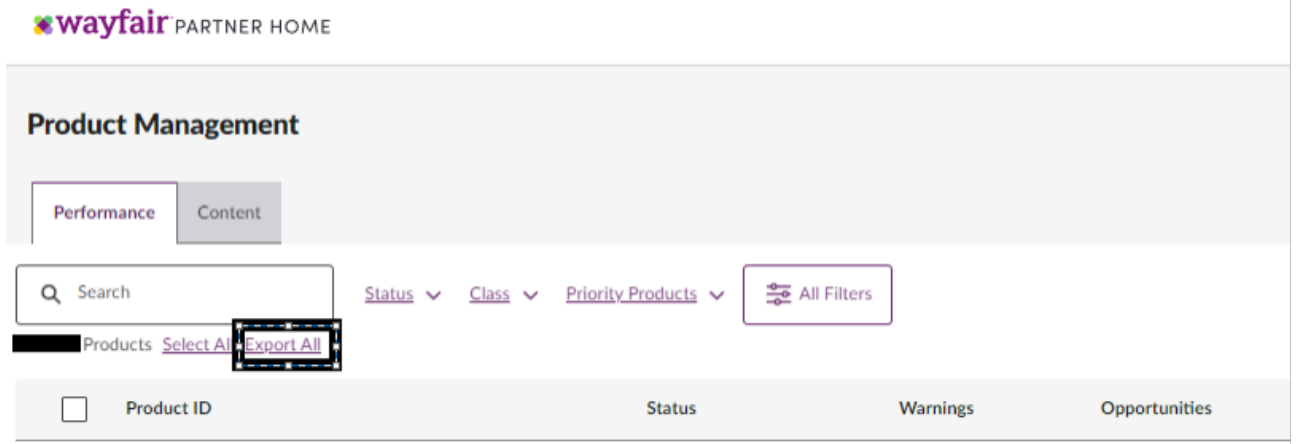 wayfair PARTNER HOME
Product Management
Performance Content
Search Status Class Priority Products All Filters
Products Select All Export All
Product ID Status Warnings Opportunities